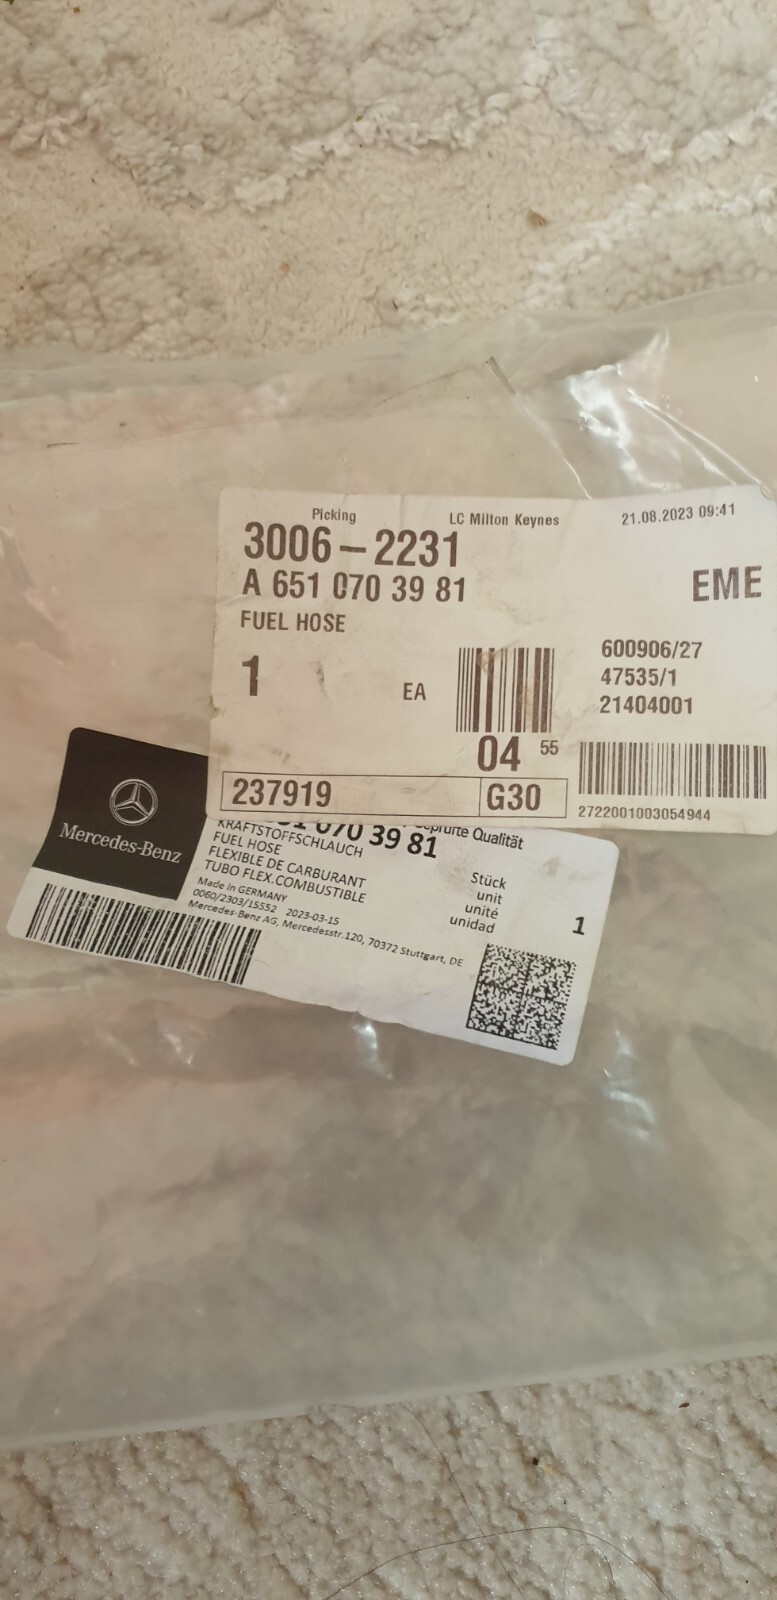 Picking
LC Milton Keynes
21.08.2023 09:41
3006-2231
A 651 070 39 81
EME
FUEL HOSE
1
EA
600906/27
47535/1
21404001
04 55
237919
G30
2722001003054944
Mercedes-Benz
070 39 81
Qualität
KRAFTSTOFFSCHLAUCH
FUEL HOSE
FLEXIBLE DE CARBURANT
TUBO FLEX.COMBUSTIBLE
Stück
unit
unité
unidad
1
Made in GERMANY
0060/2303/15552 2023-03-15
Mercedes-Benz AG, Mercedesstr.120, 70372 Stuttgart, DE